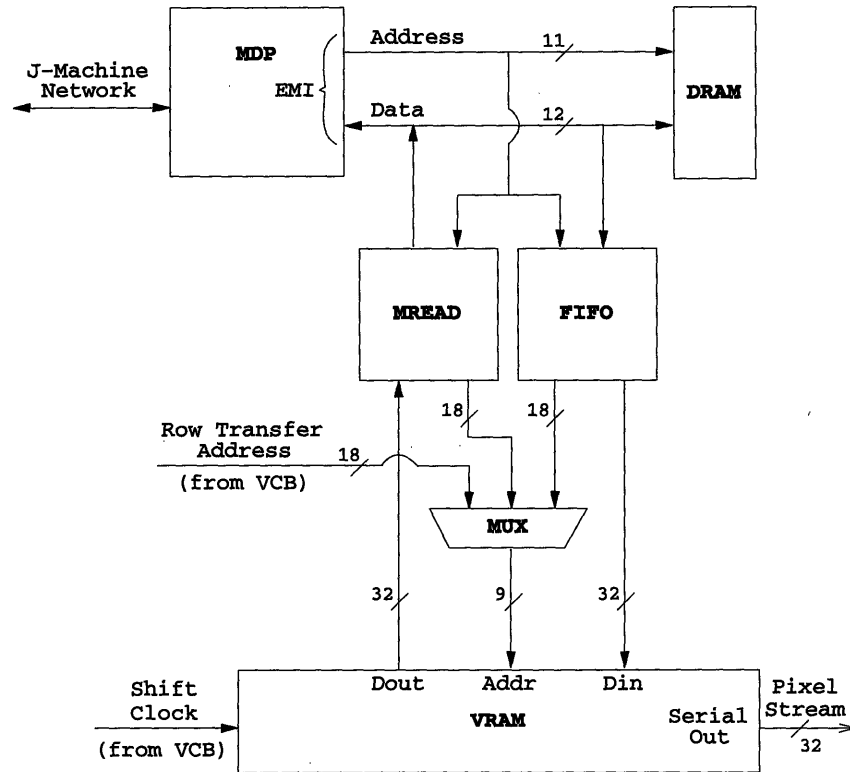 MDP
Address
11
J-Machine
Network
EMI
DRAM
Data
12
MREAD
FIFO
18
18
Row Transfer
Address
18
(from VCB)
MUX
32
9
32
Shift
Clock
(from VCB)
Dout
Addr
Din
VRAM
Serial
Out
Pixel
Stream
32